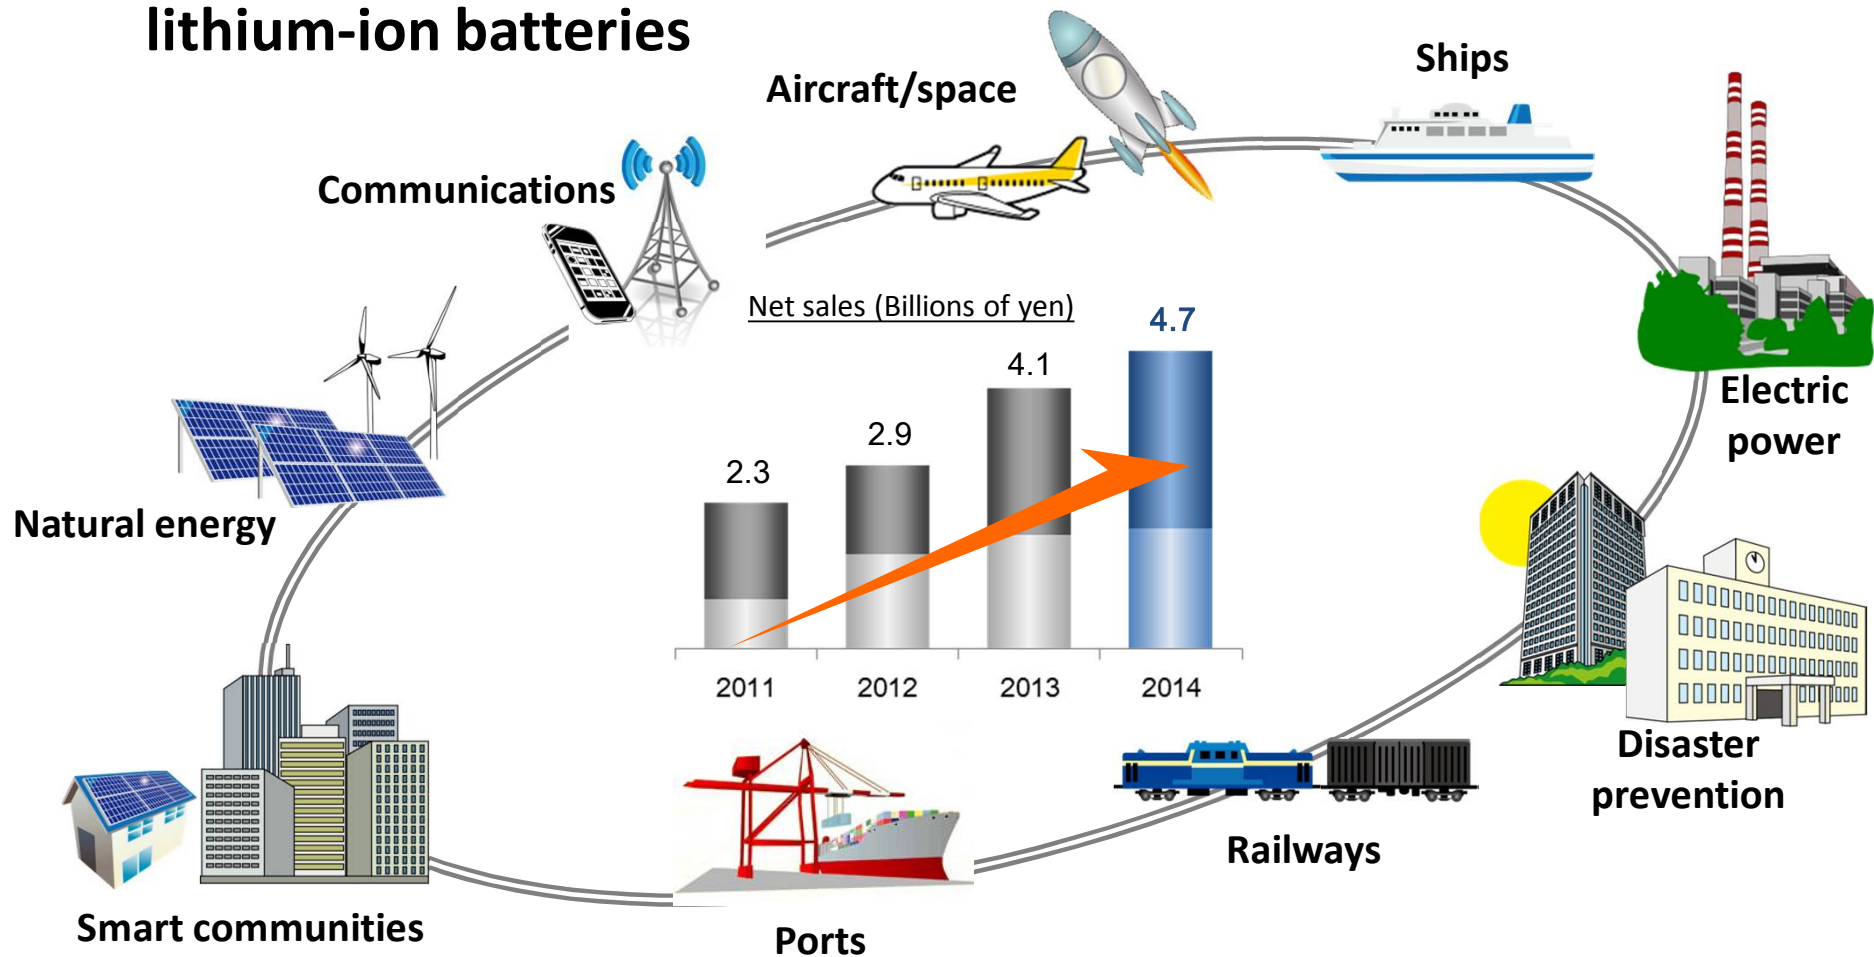 lithium-ion batteries
Aircraft/space
Ships
Communications
Net sales (Billions of yen)
4.7
4.1
2.9
2.3
Electric
power
Natural energy
2011
2012
2013
2014
Disaster
prevention
Railways
Smart communities
Ports